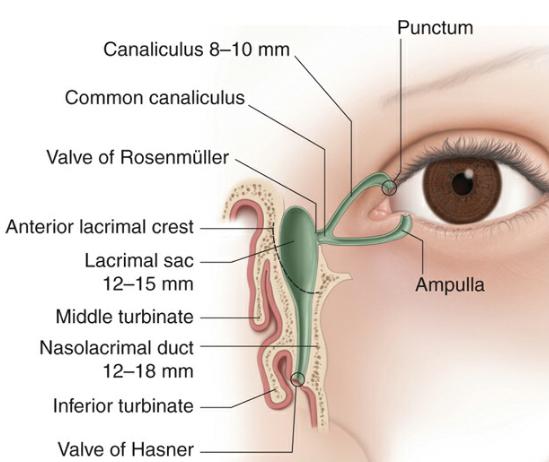 Punctum
Canaliculus 8–10 mm
Common canaliculus
Valve of Rosenmüller
Anterior lacrimal crest
Lacrimal sac
12–15 mm
Ampulla
Middle turbinate
Nasolacrimal duct
12–18 mm
Inferior turbinate
Valve of Hasner